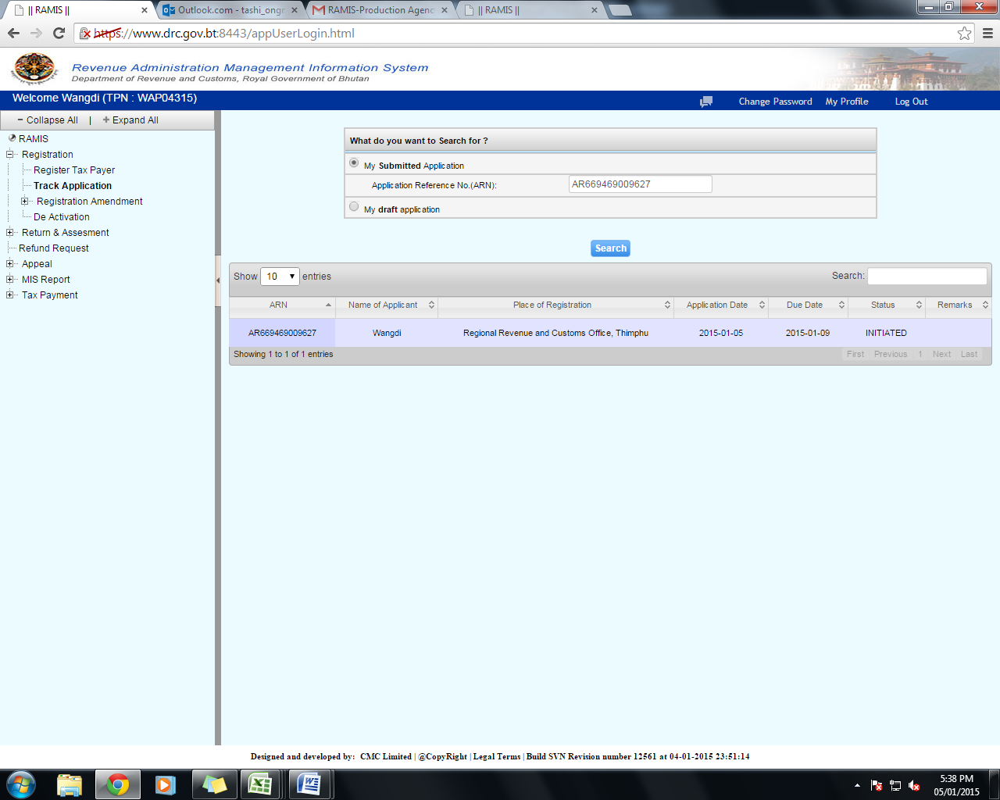 || RAMIS ||
Outlook.com - tashi_ongm
RAMIS-Production Agenc
|| RAMIS ||
https://www.drc.gov.bt:8443/appUserLogin.html
Revenue Administration Management Information System
Department of Revenue and Customs, Royal Government of Bhutan
Welcome Wangdi (TPN : WAP04315)
Change Password My Profile Log Out
Collapse All | Expand All
RAMIS
Registration
Register Tax Payer
Track Application
Registration Amendment
De Activation
Return & Assesment
Refund Request
Appeal
MIS Report
Tax Payment
What do you want to Search for ?
My Submitted Application
Application Reference No.(ARN): AR669469009627
My draft application
Search
Show 10 entries Search:
ARN Name of Applicant Place of Registration Application Date Due Date Status Remarks
AR669469009627 Wangdi Regional Revenue and Customs Office, Thimphu 2015-01-05 2015-01-09 INITIATED
Showing 1 to 1 of 1 entries First Previous 1 Next Last
Designed and developed by: CMC Limited | @CopyRight | Legal Terms | Build SVN Revision number 12561 at 04-01-2015 23:51:14
5:38 PM
05/01/2015